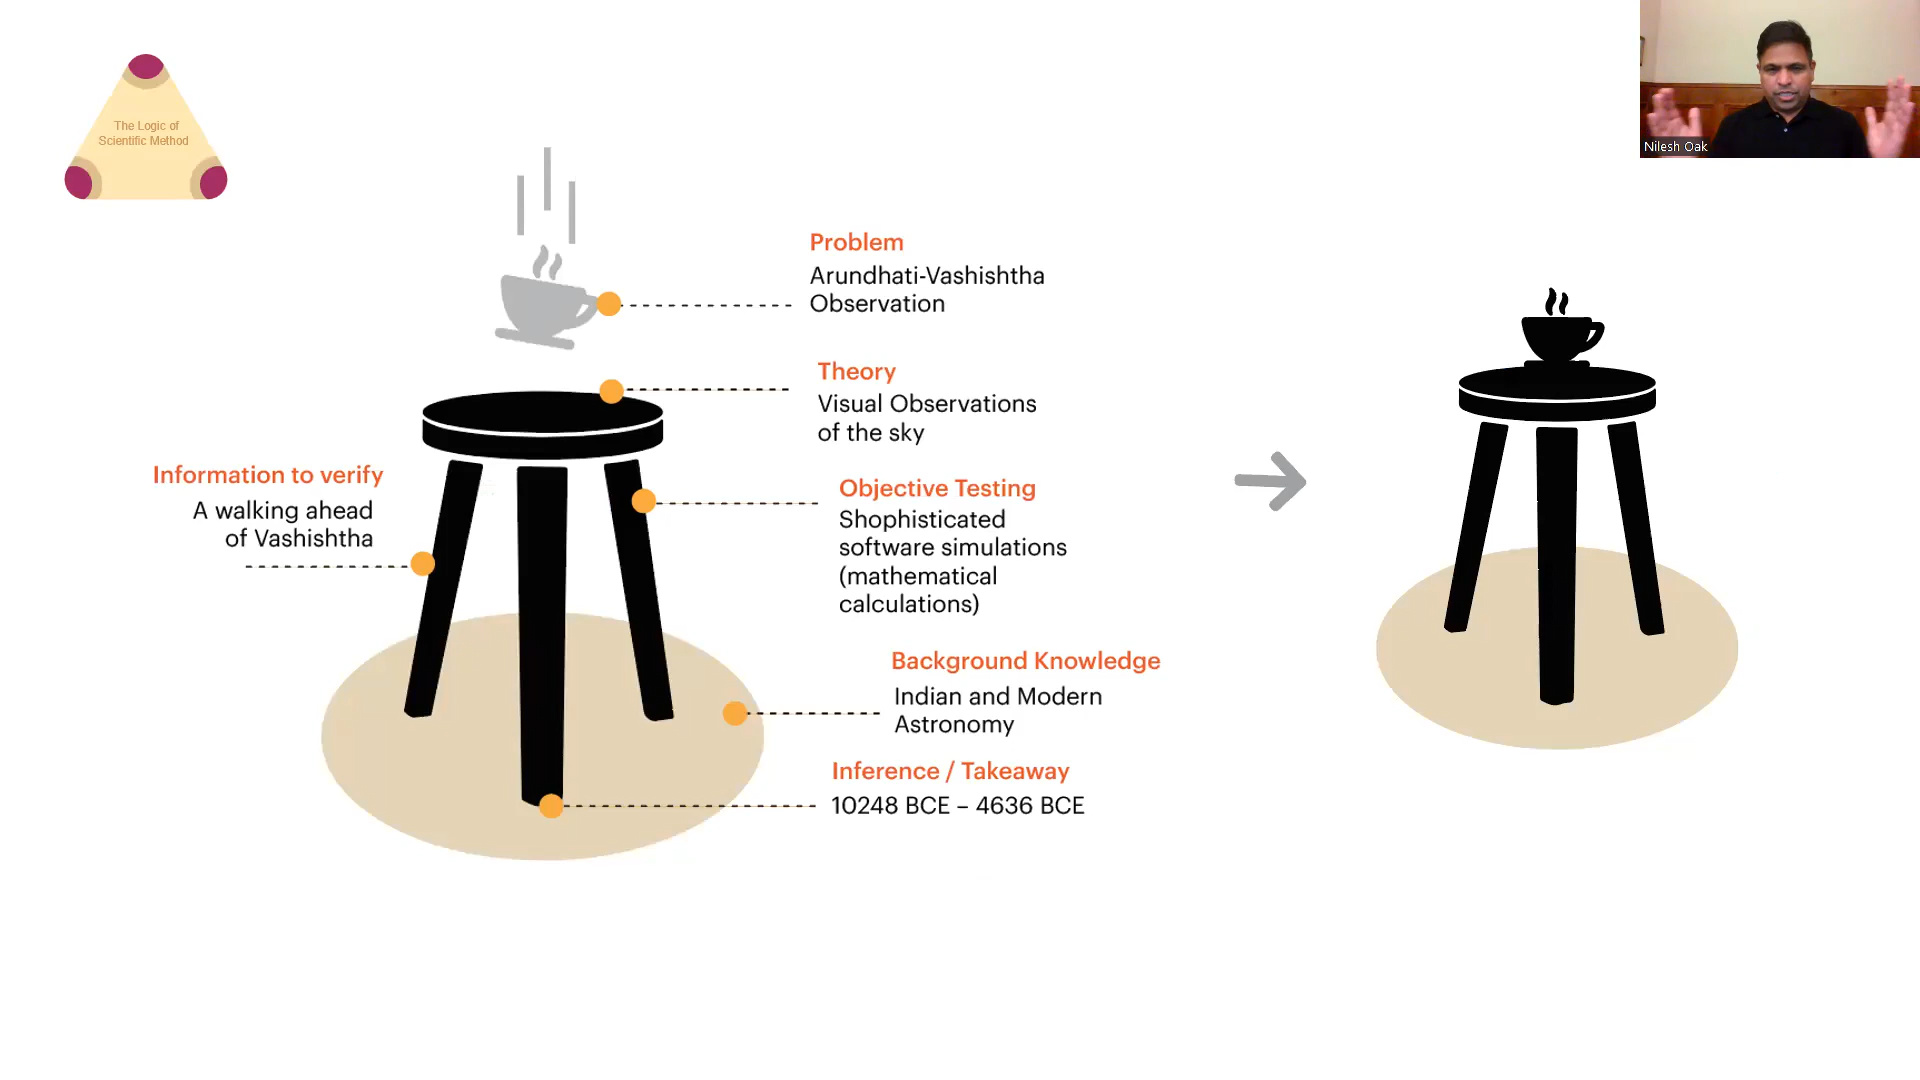 The Logic of
Scientific Method
Nilesh Oak
Problem
Arundhati-Vashishtha
Observation
Theory
Visual Observations
of the sky
Information to verify
A walking ahead
of Vashishtha
Objective Testing
Shophisticated
software simulations
(mathematical
calculations)
Background Knowledge
Indian and Modern
Astronomy
Inference / Takeaway
10248 BCE – 4636 BCE